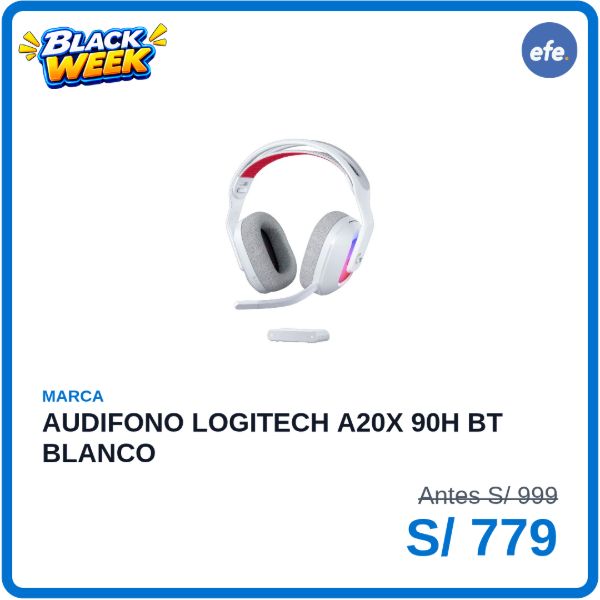 BLACK
WEEK
efe.
MARCA
AUDIFONO LOGITECH A20X 90H BT
BLANCO
Antes S/ 999
S/ 779